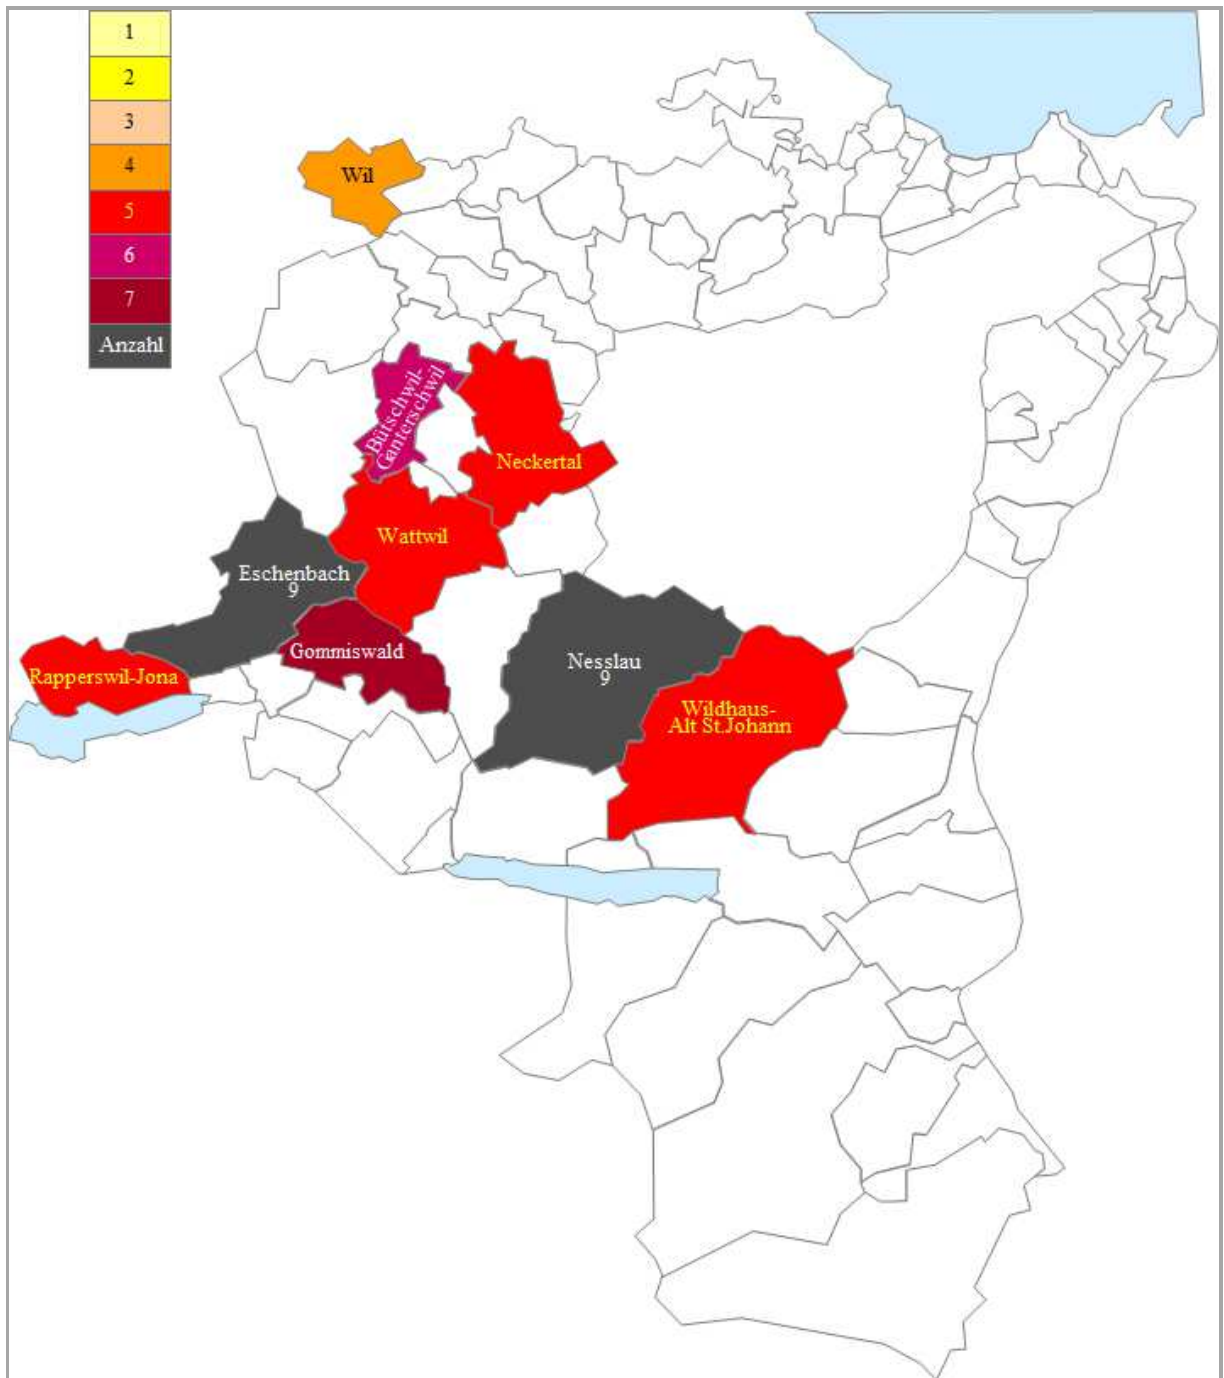 1
2
3
4
5
6
7
Anzahl
Wil
Bütschwil-
Ganterschwil
Neckertal
Wattwil
Eschenbach
9
Gommiswald
Rapperswil-Jona
Nesslau
9
Wildhaus-
Alt St.Johann